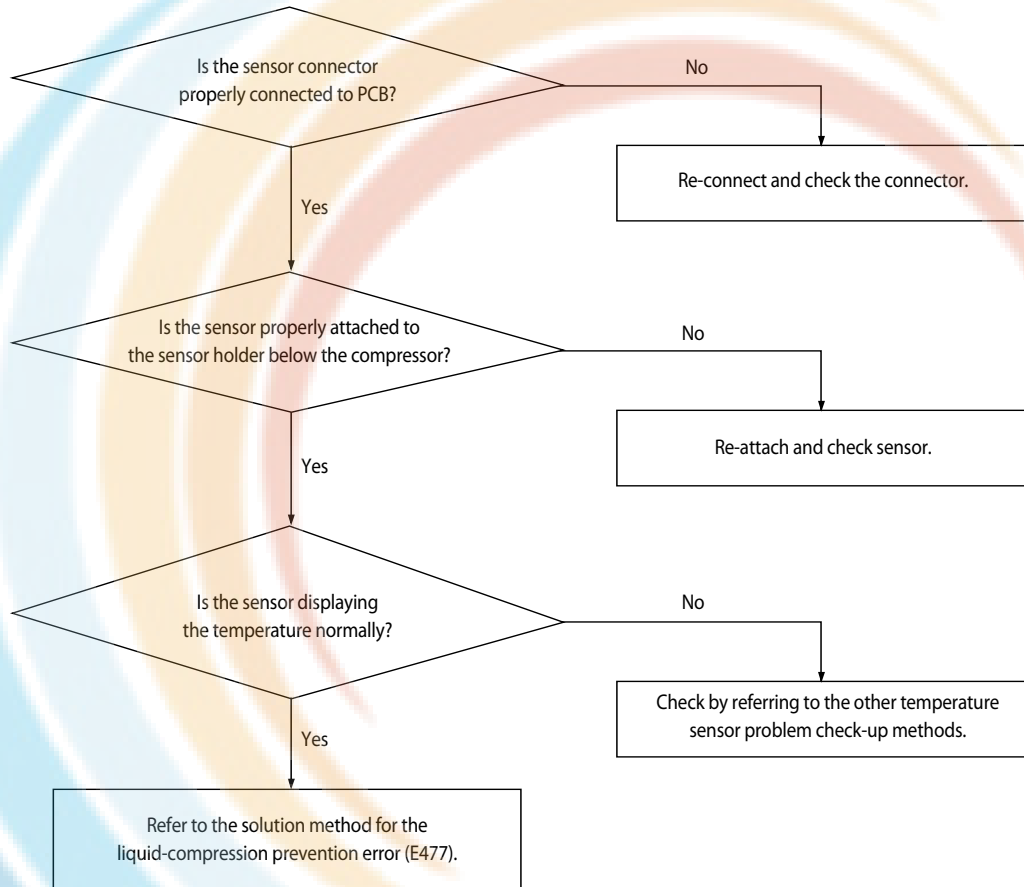 Is the sensor connector
properly connected to PCB?
No
Re-connect and check the connector.
Yes
Is the sensor properly attached to
the sensor holder below the compressor?
No
Re-attach and check sensor.
Yes
Is the sensor displaying
the temperature normally?
No
Check by referring to the other temperature
sensor problem check-up methods.
Yes
Refer to the solution method for the
liquid-compression prevention error (E477).